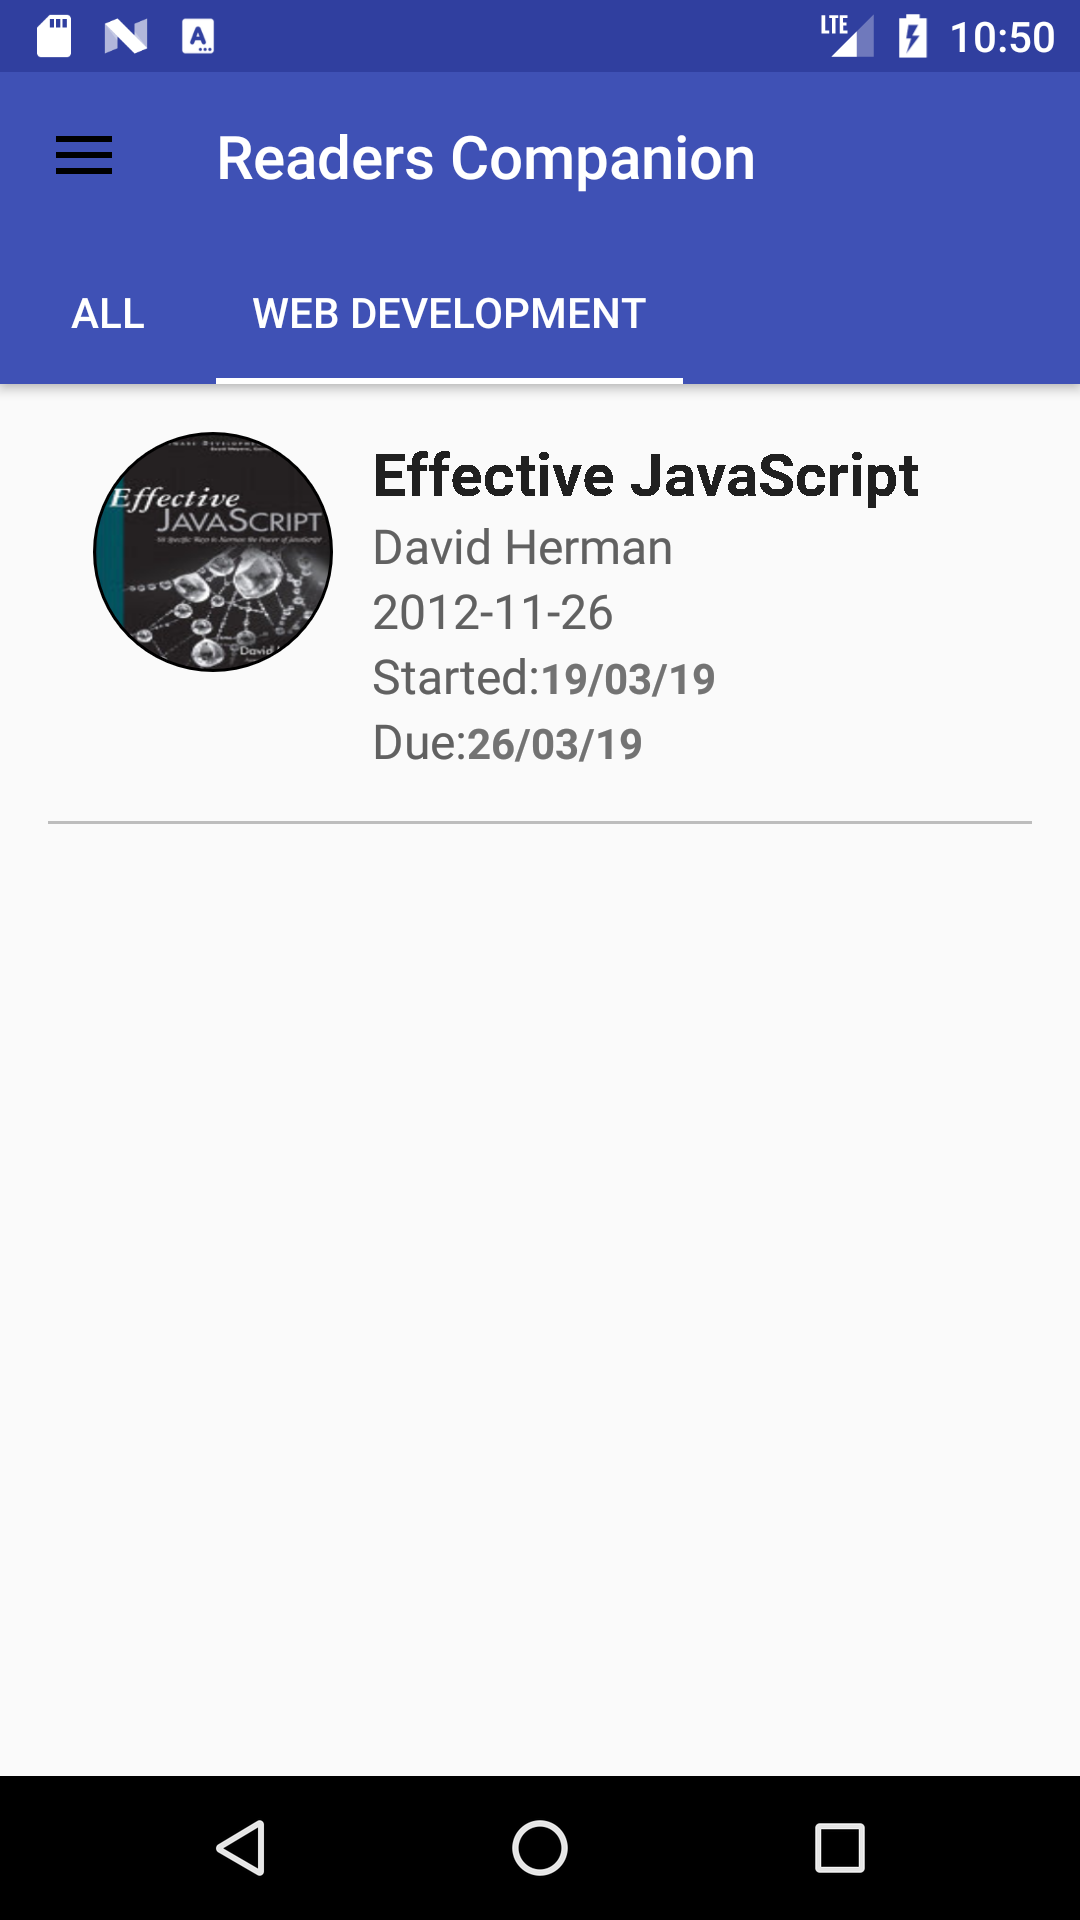 LTE 10:50
Readers Companion
ALL WEB DEVELOPMENT
Effective
JAVASCRIPT
David
Effective JavaScript
David Herman
2012-11-26
Started:19/03/19
Due:26/03/19